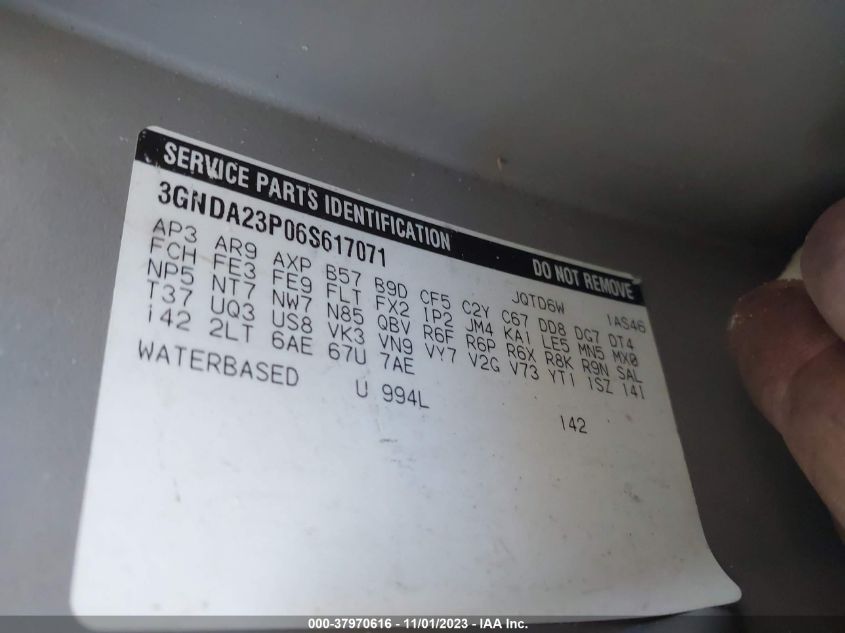 SERVICE PARTS IDENTIFICATION DO NOT REMOVE
3GNDA23P06S617071 JQTD6W 1AS46
AP3 AR9 AXP B57 B9D CF5 C2Y C67 DD8 DG7 DT4
FCH FE3 FE9 FLT FX2 IP2 JM4 KA1 LE5 MN5 MX0
NP5 NT7 NW7 N85 QBV R6F R6P R6X R8K R9N SAL
T37 UQ3 US8 VK3 VN9 VY7 V2G V73 YT1 1SZ 14I
i42 2LT 6AE 67U 7AE
WATERBASED U 994L 142
000-37970616 - 11/01/2023 - IAA Inc.